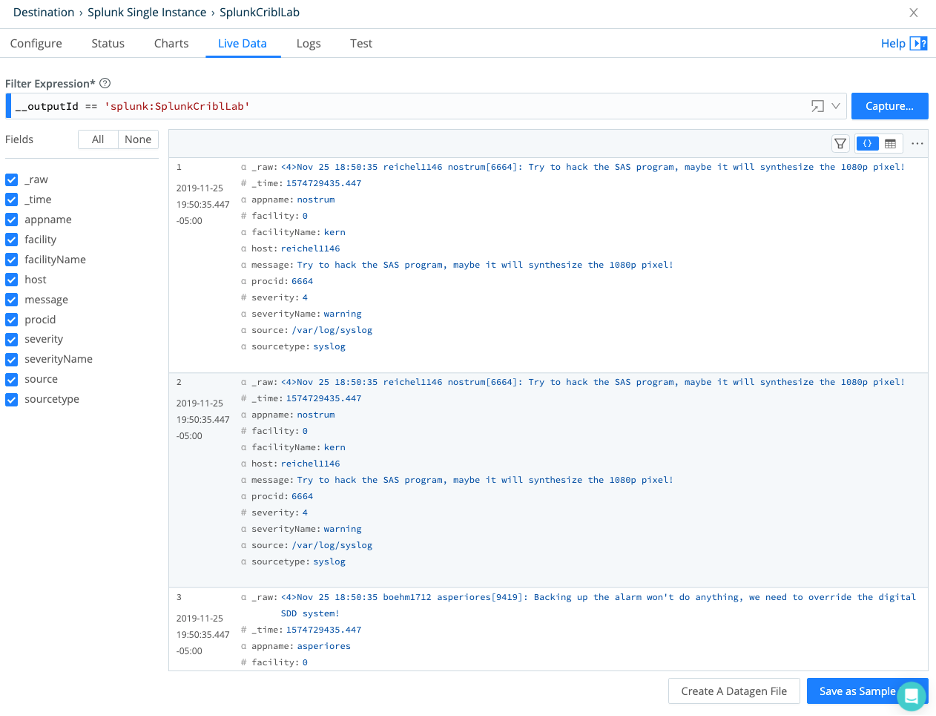 Destination › Splunk Single Instance › SplunkCriblLab
Configure Status Charts Live Data Logs Test Help
Filter Expression*
__outputId == 'splunk:SplunkCriblLab'
Capture...
Fields All None
_raw
_time
appname
facility
facilityName
host
message
procid
severity
severityName
source
sourcetype
1
2019-11-25
19:50:35.447
-05:00
α _raw: <4>Nov 25 18:50:35 reichel1146 nostrum[6664]: Try to hack the SAS program, maybe it will synthesize the 1080p pixel!
# _time: 1574729435.447
α appname: nostrum
# facility: 0
α facilityName: kern
α host: reichel1146
α message: Try to hack the SAS program, maybe it will synthesize the 1080p pixel!
α procid: 6664
# severity: 4
α severityName: warning
α source: /var/log/syslog
α sourcetype: syslog
2
2019-11-25
19:50:35.447
-05:00
α _raw: <4>Nov 25 18:50:35 reichel1146 nostrum[6664]: Try to hack the SAS program, maybe it will synthesize the 1080p pixel!
# _time: 1574729435.447
α appname: nostrum
# facility: 0
α facilityName: kern
α host: reichel1146
α message: Try to hack the SAS program, maybe it will synthesize the 1080p pixel!
α procid: 6664
# severity: 4
α severityName: warning
α source: /var/log/syslog
α sourcetype: syslog
3
2019-11-25
19:50:35.447
-05:00
α _raw: <4>Nov 25 18:50:35 boehm1712 asperiores[9419]: Backing up the alarm won't do anything, we need to override the digital
SDD system!
# _time: 1574729435.447
α appname: asperiores
# facility: 0
Create A Datagen File
Save as Sample